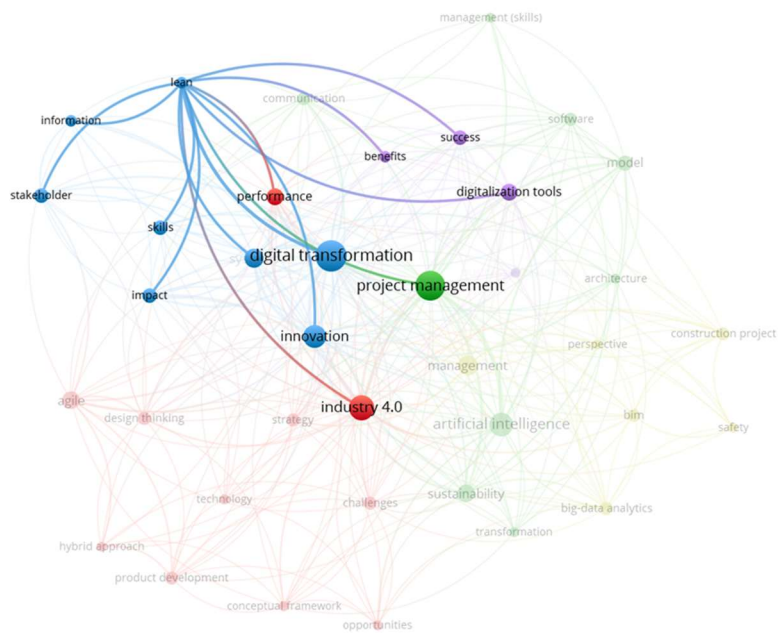 management (skills)
lean
communication
information
software
success
benefits
model
stakeholder
performance
digitalization tools
skills
digital transformation
architecture
project management
impact
innovation
construction project
perspective
management
agile
industry 4.0
design thinking
strategy
artificial intelligence
bim
safety
technology
challenges
sustainability
big-data analytics
transformation
hybrid approach
product development
conceptual framework
opportunities